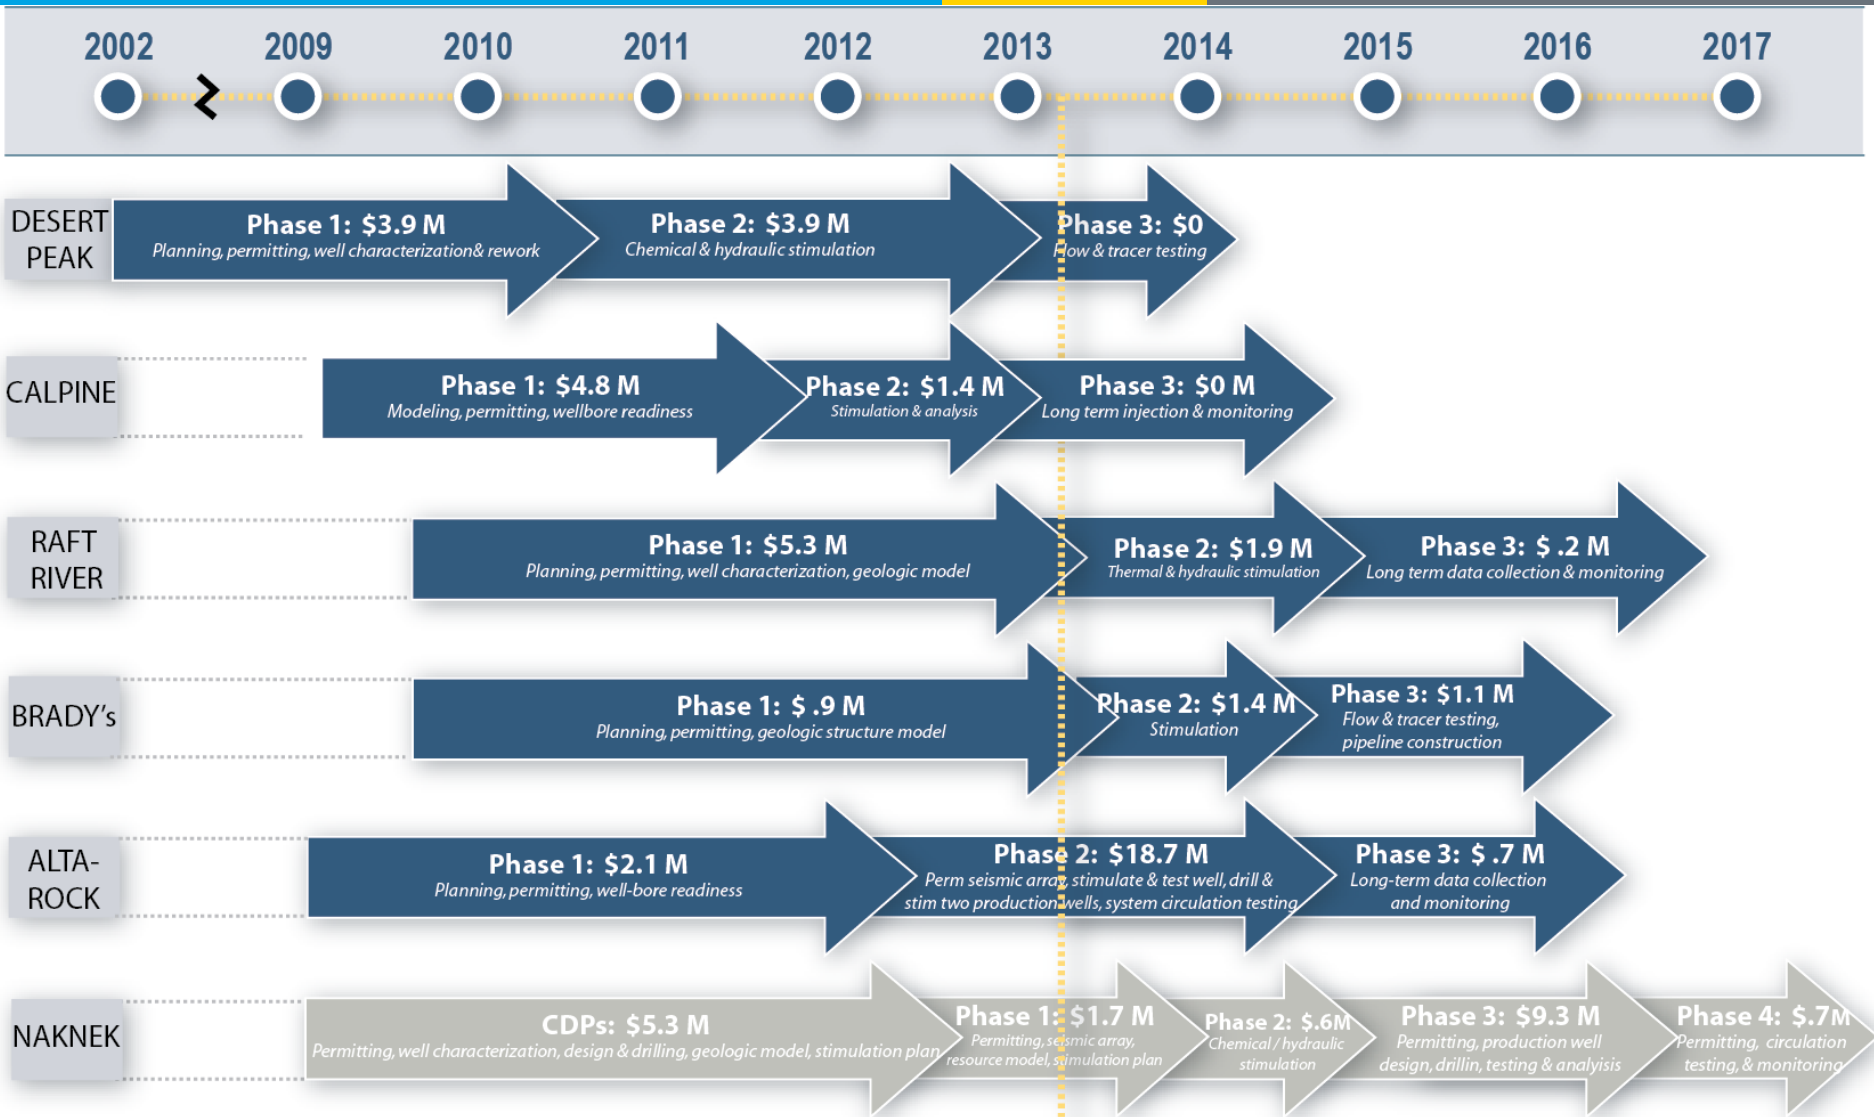 2002 2009 2010 2011 2012 2013 2014 2015 2016 2017
DESERT
PEAK
Phase 1: $3.9 M
Planning, permitting, well characterization& rework
Phase 2: $3.9 M
Chemical & hydraulic stimulation
Phase 3: $0
Flow & tracer testing
CALPINE
Phase 1: $4.8 M
Modeling, permitting, wellbore readiness
Phase 2: $1.4 M
Stimulation & analysis
Phase 3: $0 M
Long term injection & monitoring
RAFT
RIVER
Phase 1: $5.3 M
Planning, permitting, well characterization, geologic model
Phase 2: $1.9 M
Thermal & hydraulic stimulation
Phase 3: $ .2 M
Long term data collection & monitoring
BRADY's
Phase 1: $ .9 M
Planning, permitting, geologic structure model
Phase 2: $1.4 M
Stimulation
Phase 3: $1.1 M
Flow & tracer testing,
pipeline construction
ALTA-
ROCK
Phase 1: $2.1 M
Planning, permitting, well-bore readiness
Phase 2: $18.7 M
Perm seismic array, stimulate & test well, drill &
stim two production wells, system circulation testing
Phase 3: $ .7 M
Long-term data collection
and monitoring
NAKNEK
CDPs: $5.3 M
Permitting, well characterization, design & drilling, geologic model, stimulation plan
Phase 1: $1.7 M
Permitting, seismic array,
resource model, stimulation plan
Phase 2: $.6M
Chemical / hydraulic
stimulation
Phase 3: $9.3 M
Permitting, production well
design, drillin, testing & analyisis
Phase 4: $.7M
Permitting, circulation
testing, & monitoring